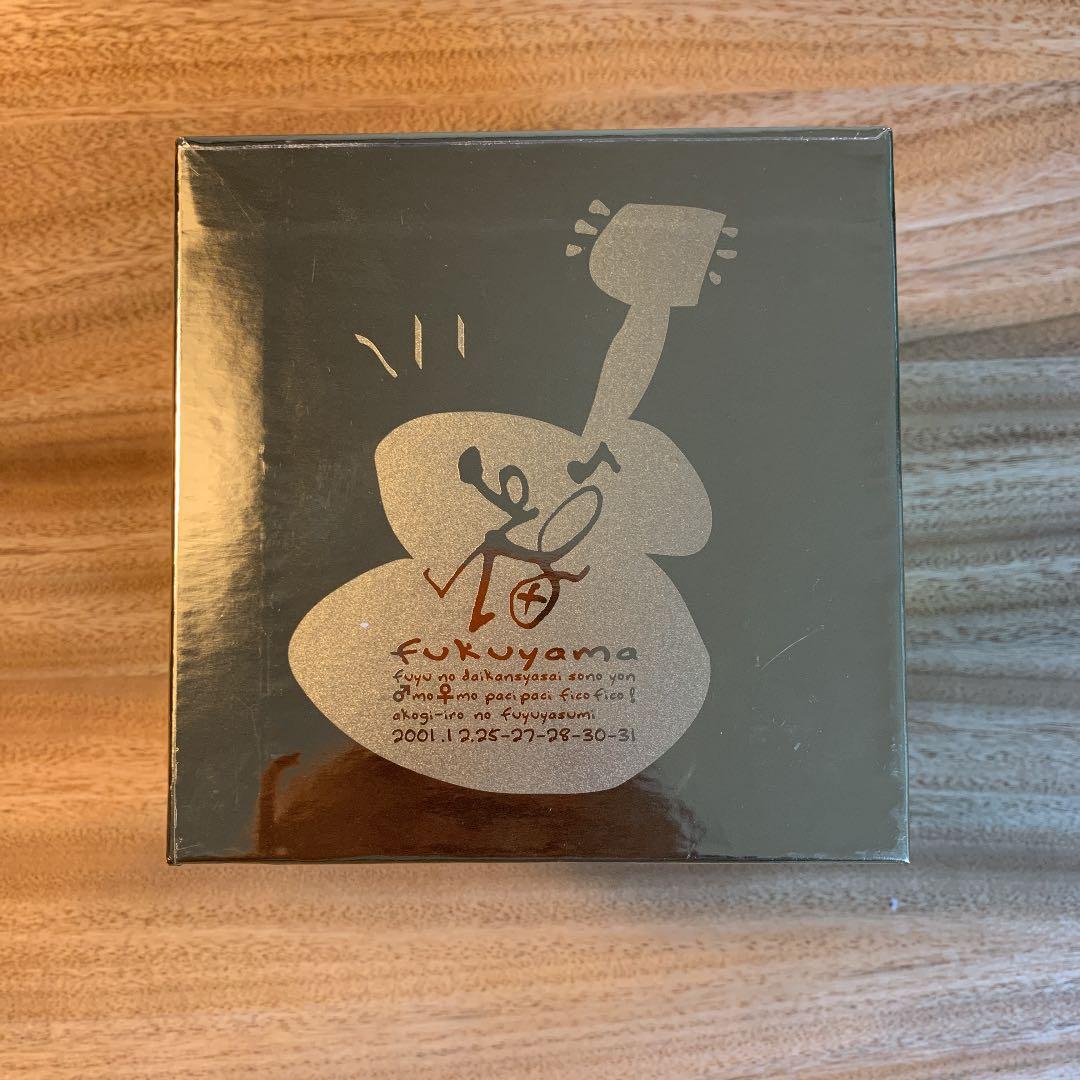 fukuyama
fuyu no daikansyasai sono yon
♂mo♀mo paci paci fico fico!
akogi-iro no fuyuyasumi
2001.12.25-27-28-30-31